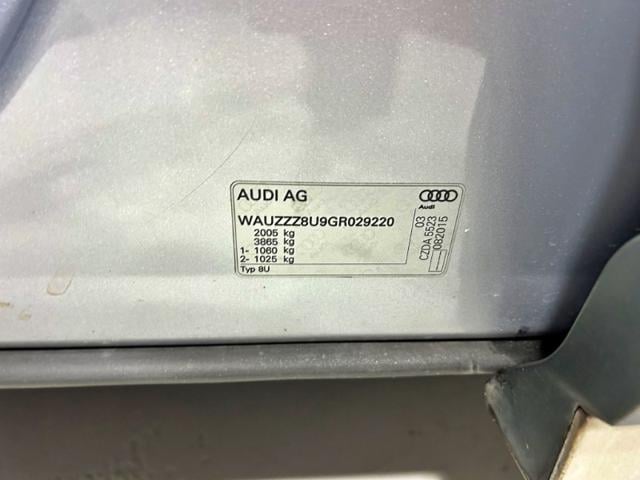 AUDI AG
Audi
WAUZZZ8U9GR029220
2005 kg
3865 kg
1- 1060 kg
2- 1025 kg
Typ 8U
03
CZDA 5523
082015